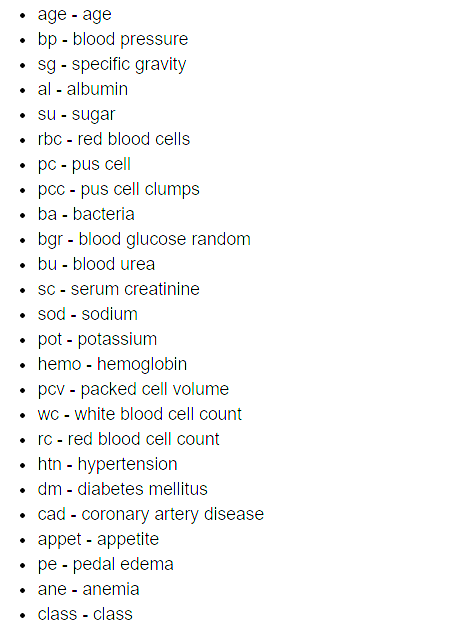 • age - age
• bp - blood pressure
• sg - specific gravity
• al - albumin
• su - sugar
• rbc - red blood cells
• pc - pus cell
• pcc - pus cell clumps
• ba - bacteria
• bgr - blood glucose random
• bu - blood urea
• sc - serum creatinine
• sod - sodium
• pot - potassium
• hemo - hemoglobin
• pcv - packed cell volume
• wc - white blood cell count
• rc - red blood cell count
• htn - hypertension
• dm - diabetes mellitus
• cad - coronary artery disease
• appet - appetite
• pe - pedal edema
• ane - anemia
• class - class